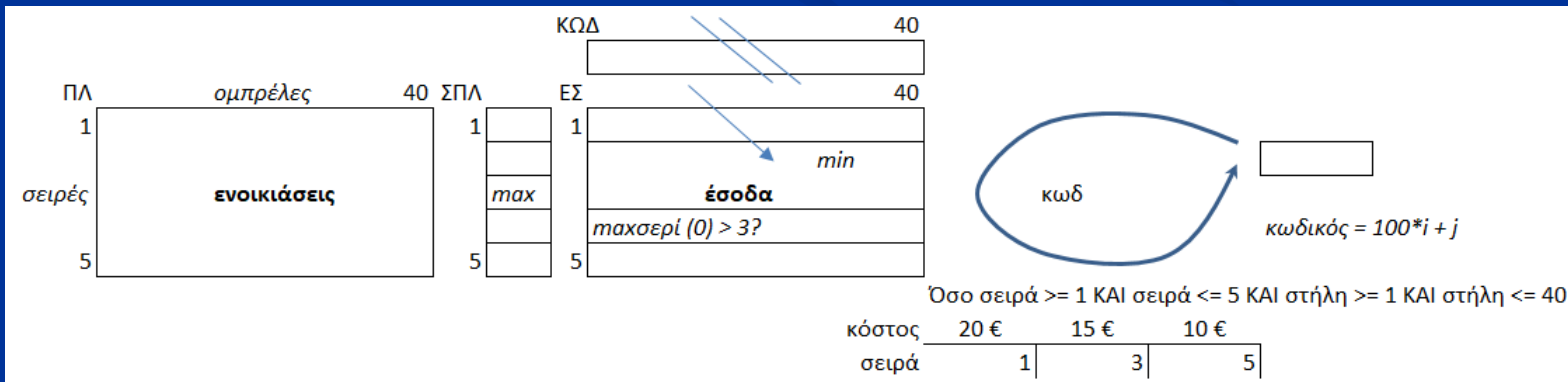 ΚΩΔ 40
ΠΛ ομπρέλες 40 ΣΠΛ ΕΣ 40
1 1 1
min
σειρές ενοικιάσεις max έσοδα κωδ
maxσερί (0) > 3? κωδικός = 100*i + j
5 5 5
Όσο σειρά >= 1 ΚΑΙ σειρά <= 5 ΚΑΙ στήλη >= 1 ΚΑΙ στήλη <= 40
κόστος 20 € 15 € 10 €
σειρά 1 3 5